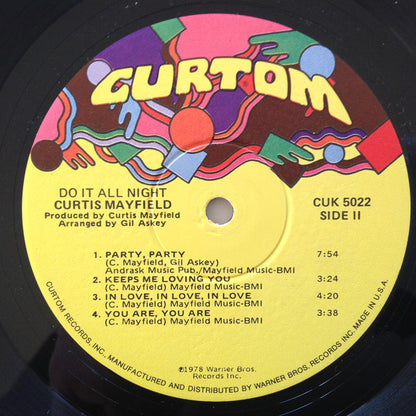 CURTOM
DO IT ALL NIGHT
CURTIS MAYFIELD
Produced by Curtis Mayfield
Arranged by Gil Askey
CUK 5022
SIDE II
1. PARTY, PARTY 7:54
(C. Mayfield, Gil Askey)
Andrask Music Pub./Mayfield Music-BMI
2. KEEPS ME LOVING YOU 3:24
(C. Mayfield) Mayfield Music-BMI
3. IN LOVE, IN LOVE, IN LOVE 4:20
(C. Mayfield) Mayfield Music-BMI
4. YOU ARE, YOU ARE 3:38
(C. Mayfield) Mayfield Music-BMI
℗1978 Warner Bros.
Records Inc.
CURTOM RECORDS, INC. MANUFACTURED AND DISTRIBUTED BY WARNER BROS. RECORDS INC. MADE IN U.S.A.